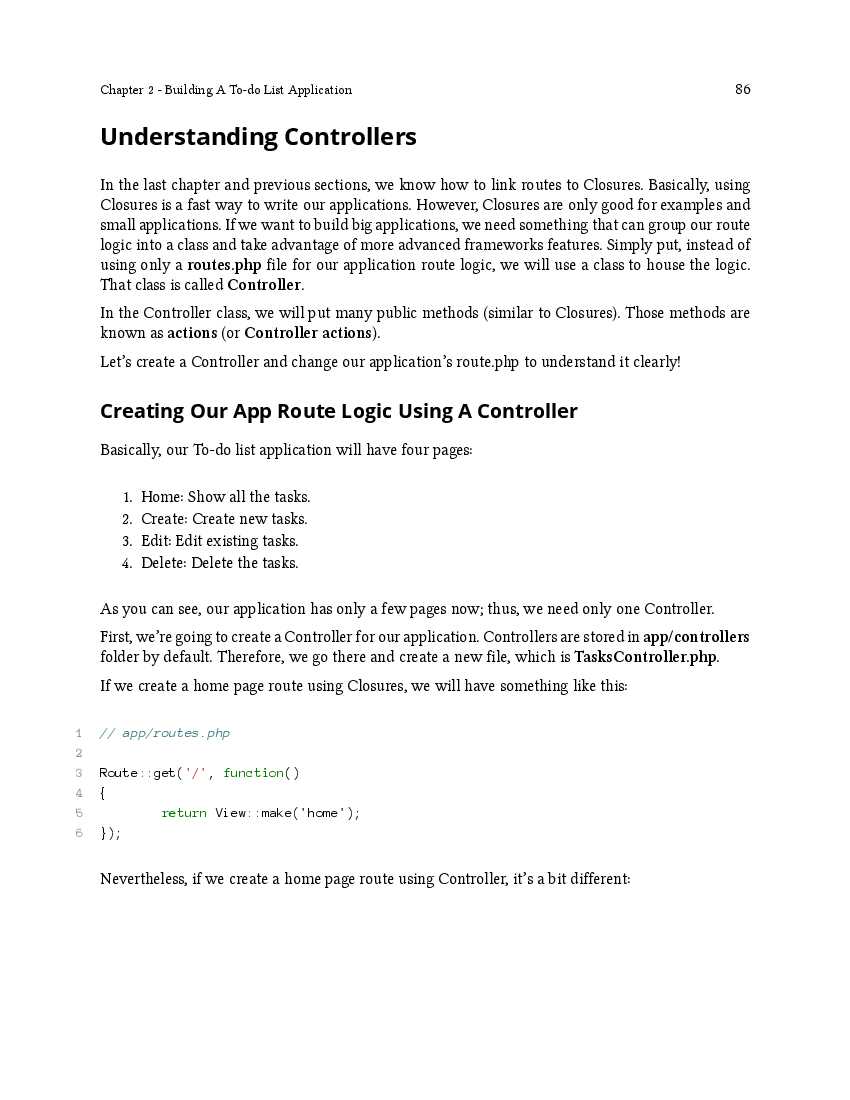 Chapter 2 - Building A To-do List Application 86
Understanding Controllers
In the last chapter and previous sections, we know how to link routes to Closures. Basically, using
Closures is a fast way to write our applications. However, Closures are only good for examples and
small applications. If we want to build big applications, we need something that can group our route
logic into a class and take advantage of more advanced frameworks features. Simply put, instead of
using only a routes.php file for our application route logic, we will use a class to house the logic.
That class is called Controller.
In the Controller class, we will put many public methods (similar to Closures). Those methods are
known as actions (or Controller actions).
Let's create a Controller and change our application's route.php to understand it clearly!
Creating Our App Route Logic Using A Controller
Basically, our To-do list application will have four pages:
1. Home: Show all the tasks.
2. Create: Create new tasks.
3. Edit: Edit existing tasks.
4. Delete: Delete the tasks.
As you can see, our application has only a few pages now; thus, we need only one Controller.
First, we're going to create a Controller for our application. Controllers are stored in app/controllers
folder by default. Therefore, we go there and create a new file, which is TasksController.php.
If we create a home page route using Closures, we will have something like this:
1 // app/routes.php
2
3 Route::get('/', function()
4 {
5 return View::make('home');
6 });
Nevertheless, if we create a home page route using Controller, it's a bit different: